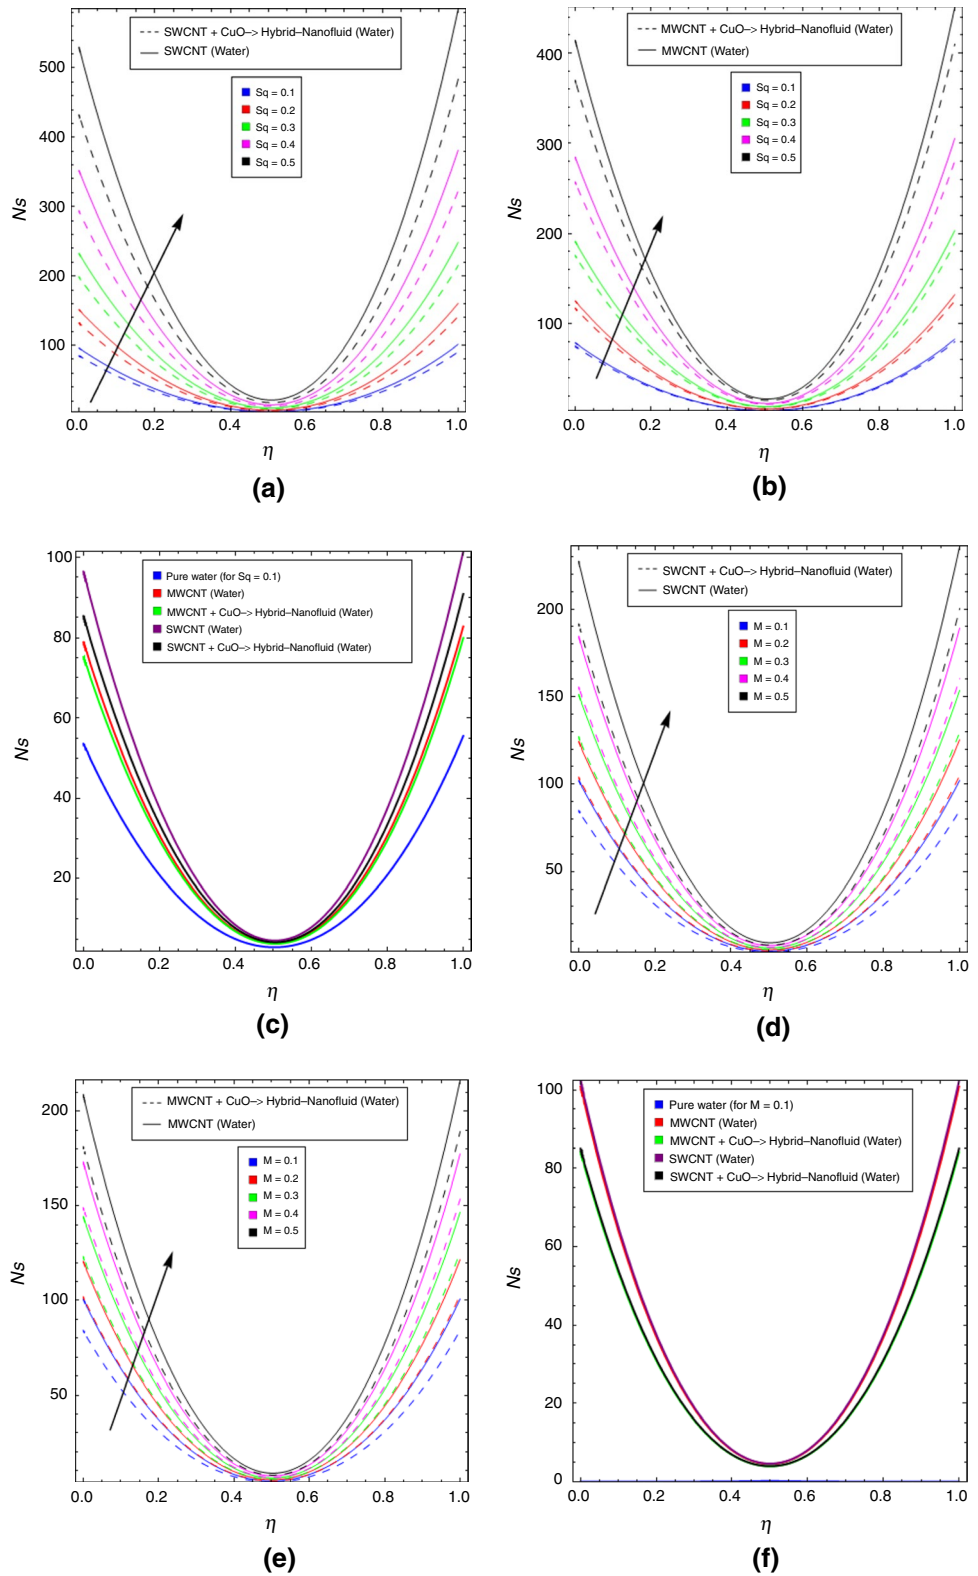 SWCNT + CuO–> Hybrid–Nanofluid (Water)
SWCNT (Water)
Sq = 0.1
Sq = 0.2
Sq = 0.3
Sq = 0.4
Sq = 0.5
500
400
300
200
100
Ns
0.0 0.2 0.4 0.6 0.8 1.0
η
(a)
MWCNT + CuO–> Hybrid–Nanofluid (Water)
MWCNT (Water)
Sq = 0.1
Sq = 0.2
Sq = 0.3
Sq = 0.4
Sq = 0.5
400
300
200
100
Ns
0.0 0.2 0.4 0.6 0.8 1.0
η
(b)
Pure water (for Sq = 0.1)
MWCNT (Water)
MWCNT + CuO–> Hybrid–Nanofluid (Water)
SWCNT (Water)
SWCNT + CuO–> Hybrid–Nanofluid (Water)
100
80
60
40
20
Ns
0.0 0.2 0.4 0.6 0.8 1.0
η
(c)
SWCNT + CuO–> Hybrid–Nanofluid (Water)
SWCNT (Water)
M = 0.1
M = 0.2
M = 0.3
M = 0.4
M = 0.5
200
150
100
50
Ns
0.0 0.2 0.4 0.6 0.8 1.0
η
(d)
MWCNT + CuO–> Hybrid–Nanofluid (Water)
MWCNT (Water)
M = 0.1
M = 0.2
M = 0.3
M = 0.4
M = 0.5
200
150
100
50
Ns
0.0 0.2 0.4 0.6 0.8 1.0
η
(e)
Pure water (for M = 0.1)
MWCNT (Water)
MWCNT + CuO–> Hybrid–Nanofluid (Water)
SWCNT (Water)
SWCNT + CuO–> Hybrid–Nanofluid (Water)
100
80
60
40
20
0
Ns
0.0 0.2 0.4 0.6 0.8 1.0
η
(f)